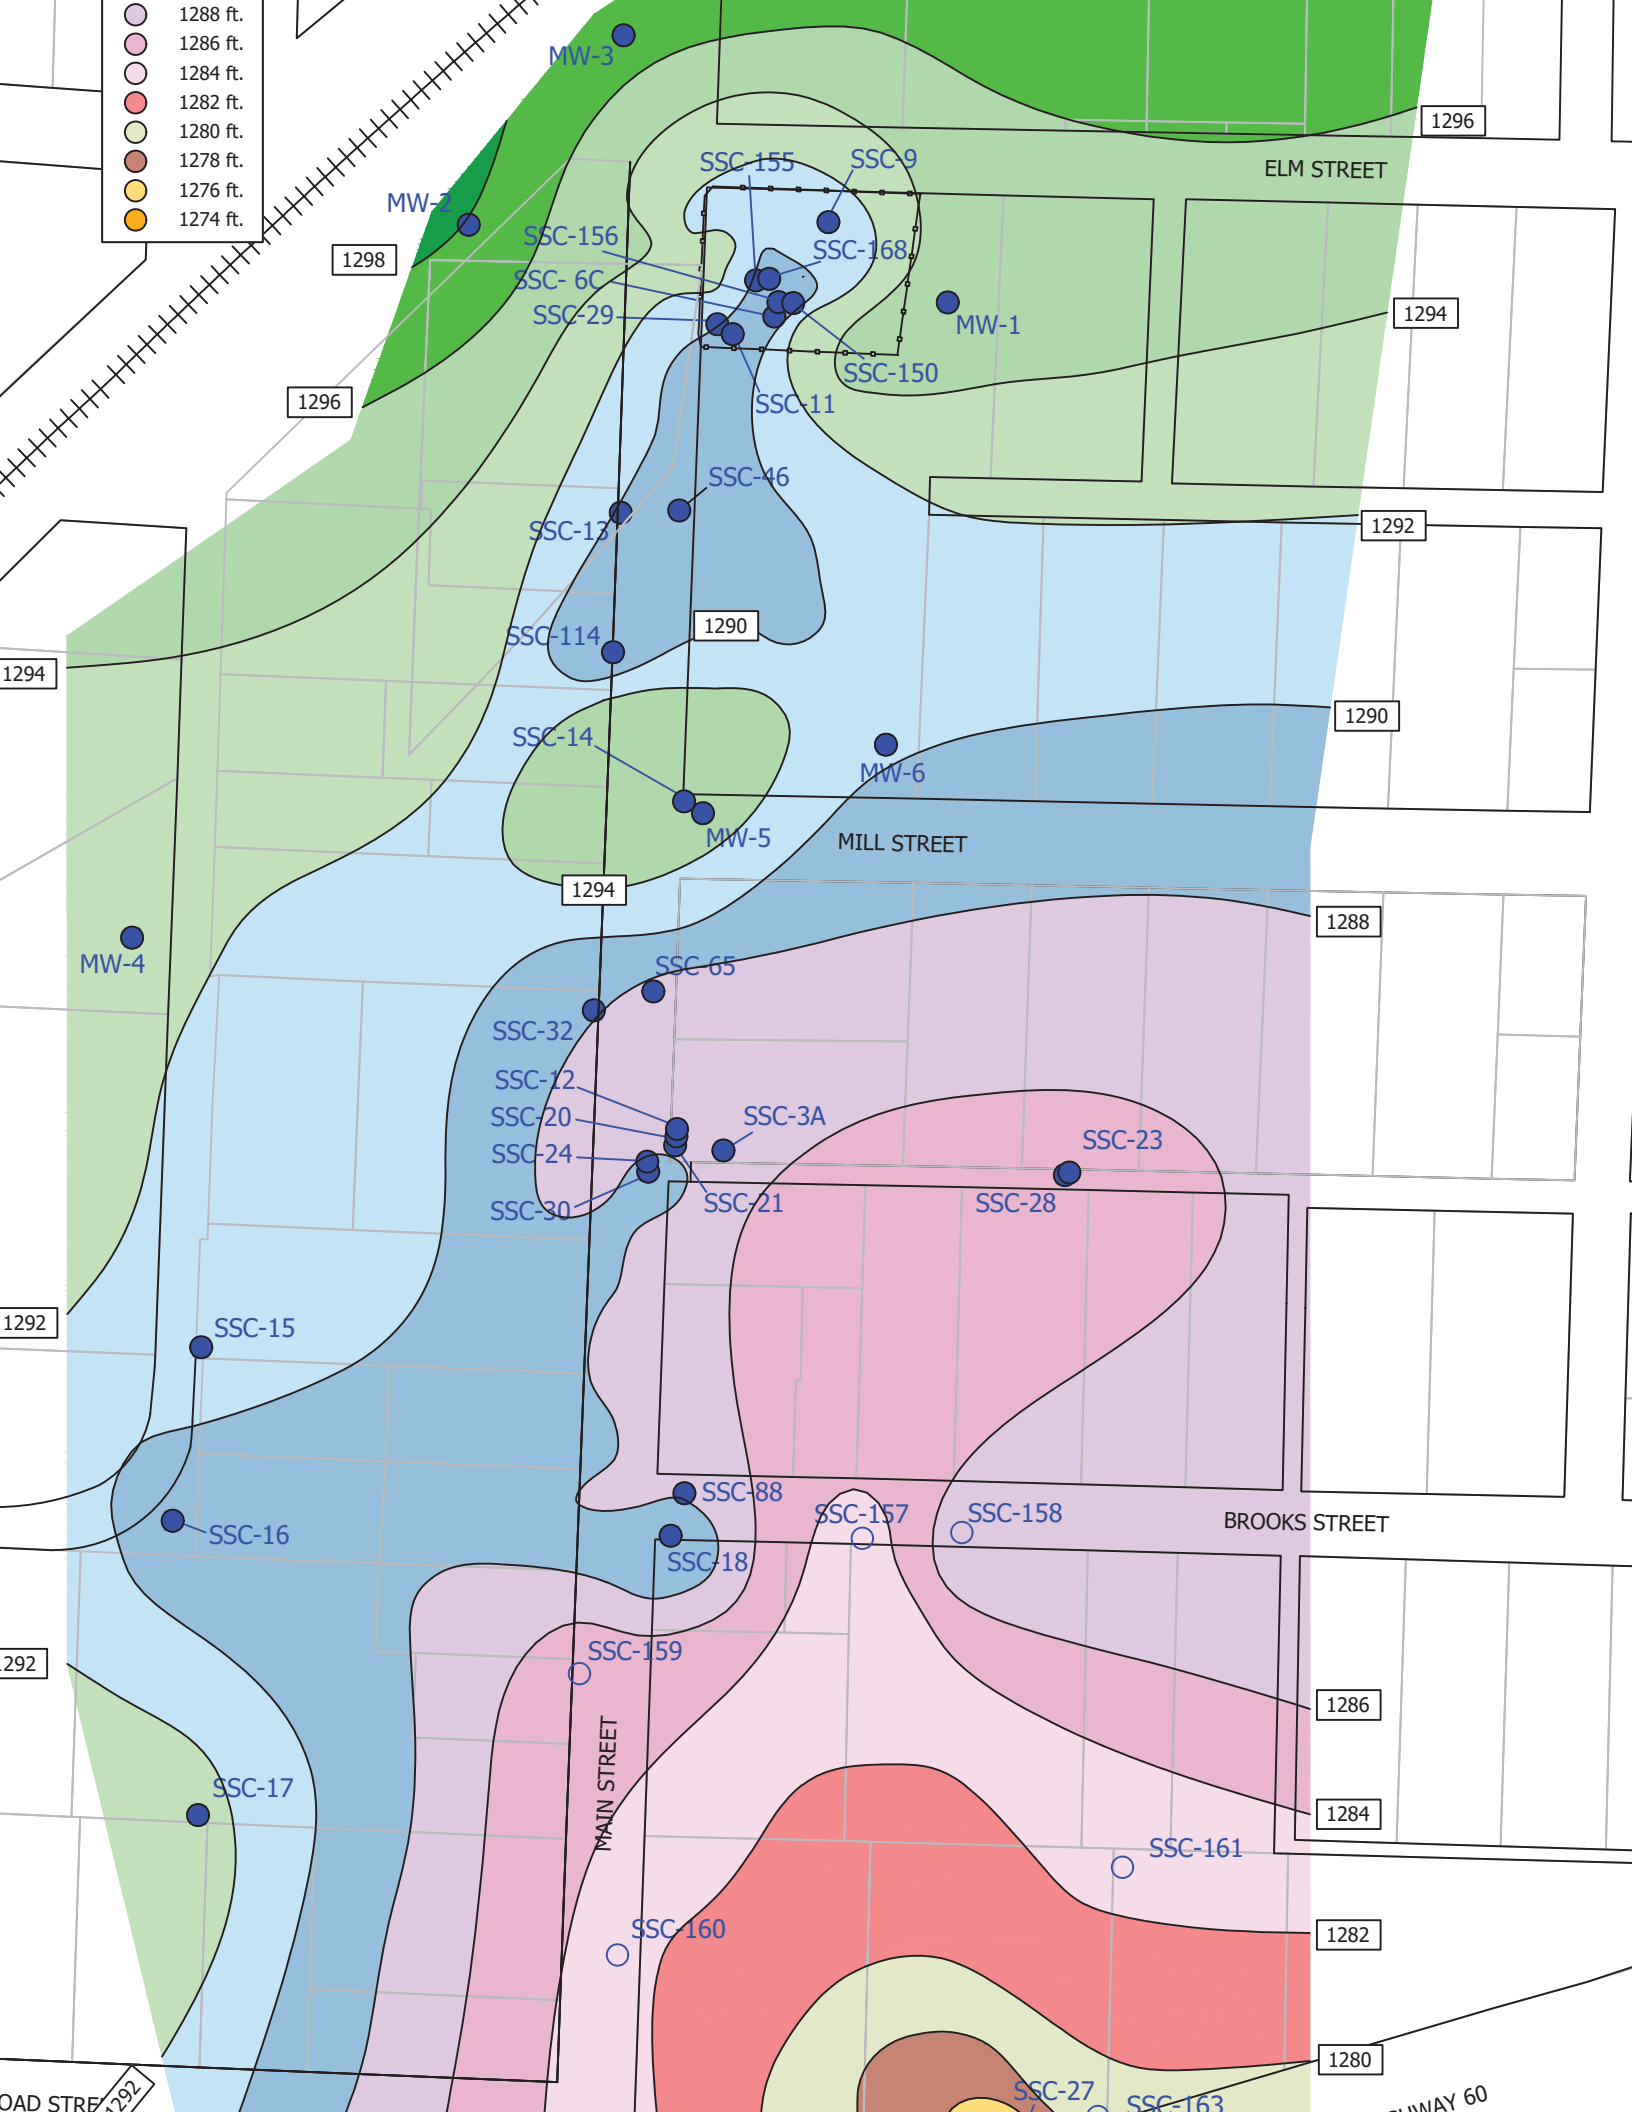 1288 ft.
1286 ft.
1284 ft.
1282 ft.
1280 ft.
1278 ft.
1276 ft.
1274 ft.
MW-3
1296
ELM STREET
SSC-155
SSC-9
MW-2
SSC-156
1298
SSC-168
SSC- 6C
SSC-29
MW-1
1294
SSC-150
1296
SSC-11
SSC-46
SSC-13
1292
1290
SSC-114
1294
1290
SSC-14
MW-6
MW-5
MILL STREET
1294
1288
MW-4
SSC-65
SSC-32
SSC-12
SSC-20
SSC-3A
SSC-24
SSC-23
SSC-30
SSC-21
SSC-28
1292
SSC-15
SSC-88
SSC-157
SSC-158
BROOKS STREET
SSC-16
SSC-18
SSC-159
292
1286
MAIN STREET
SSC-17
1284
SSC-161
SSC-160
1282
1280
SSC-27
SSC-163
1292
OAD STREE
HWAY 60